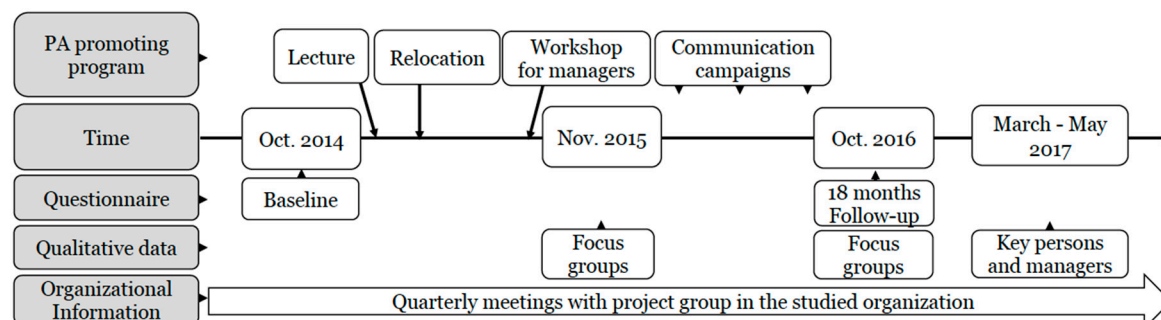 PA promoting
program
Lecture
Relocation
Workshop
for managers
Communication
campaigns
Time
Oct. 2014
Nov. 2015
Oct. 2016
March - May
2017
Questionnaire
Baseline
18 months
Follow-up
Qualitative data
Focus
groups
Focus
groups
Key persons
and managers
Organizational
Information
Quarterly meetings with project group in the studied organization